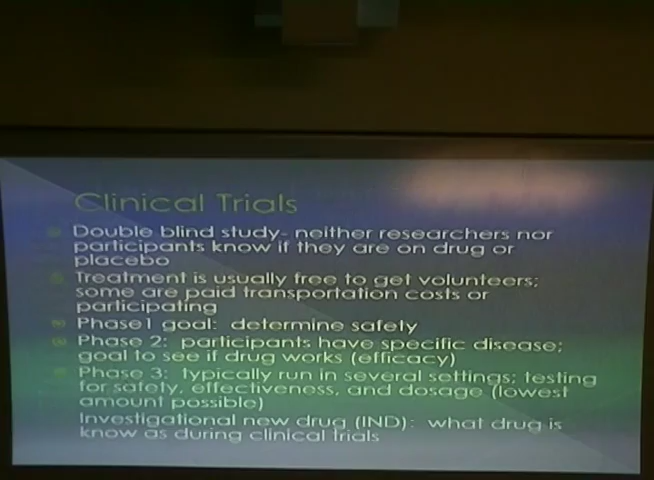 Clinical Trials
Double blind study- neither researchers nor
participants know if they are on drug or
placebo
Treatment is usually free to get volunteers;
some are paid transportation costs or
participating
Phase 1 goal: determine safety
Phase 2: participants have specific disease;
goal to see if drug works (efficacy)
Phase 3: typically run in several settings; testing
for safety, effectiveness, and dosage (lowest
amount possible)
Investigational new drug (IND): what drug is
know as during clinical trials